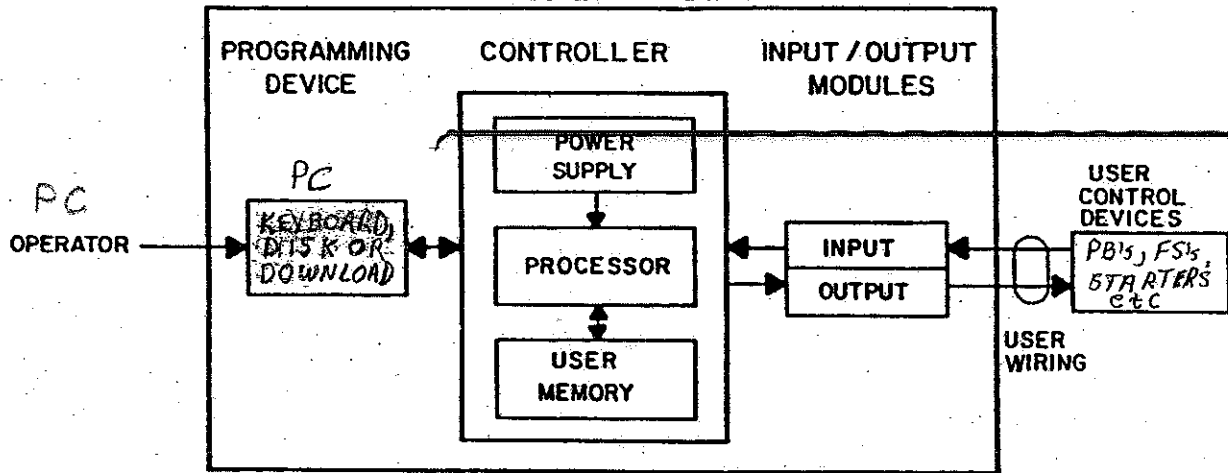 PROGRAMMING
DEVICE
CONTROLLER
INPUT / OUTPUT
MODULES
POWER
SUPPLY
PC
PC
OPERATOR
KEYBOARD,
DISK OR
DOWNLOAD
PROCESSOR
INPUT
OUTPUT
USER
CONTROL
DEVICES
PB's, FS's,
STARTERS
etc
USER
WIRING
USER
MEMORY